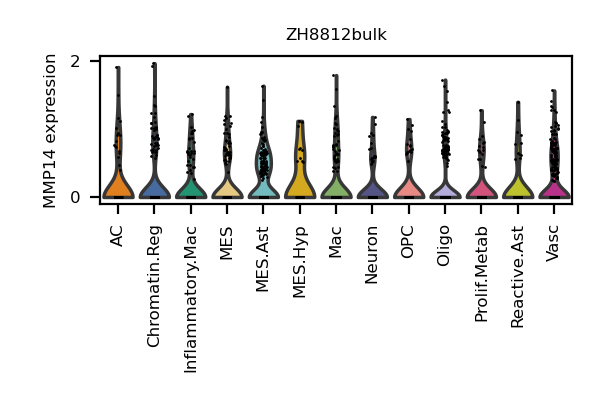 ZH8812bulk
MMP14 expression
2
0
AC
Chromatin.Reg
Inflammatory.Mac
MES
MES.Ast
MES.Hyp
Mac
Neuron
OPC
Oligo
Prolif.Metab
Reactive.Ast
Vasc